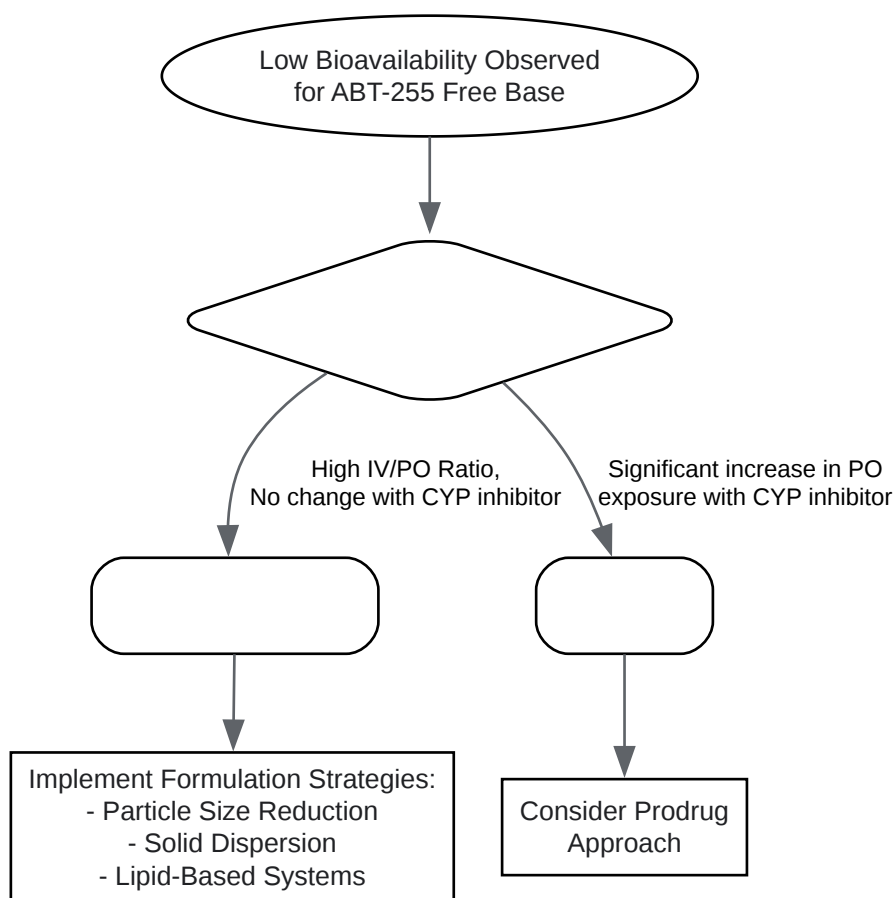 Low Bioavailability Observed
for ABT-255 Free Base
High IV/PO Ratio,
No change with CYP inhibitor
Significant increase in PO
exposure with CYP inhibitor
Implement Formulation Strategies:
- Particle Size Reduction
- Solid Dispersion
- Lipid-Based Systems
Consider Prodrug
Approach